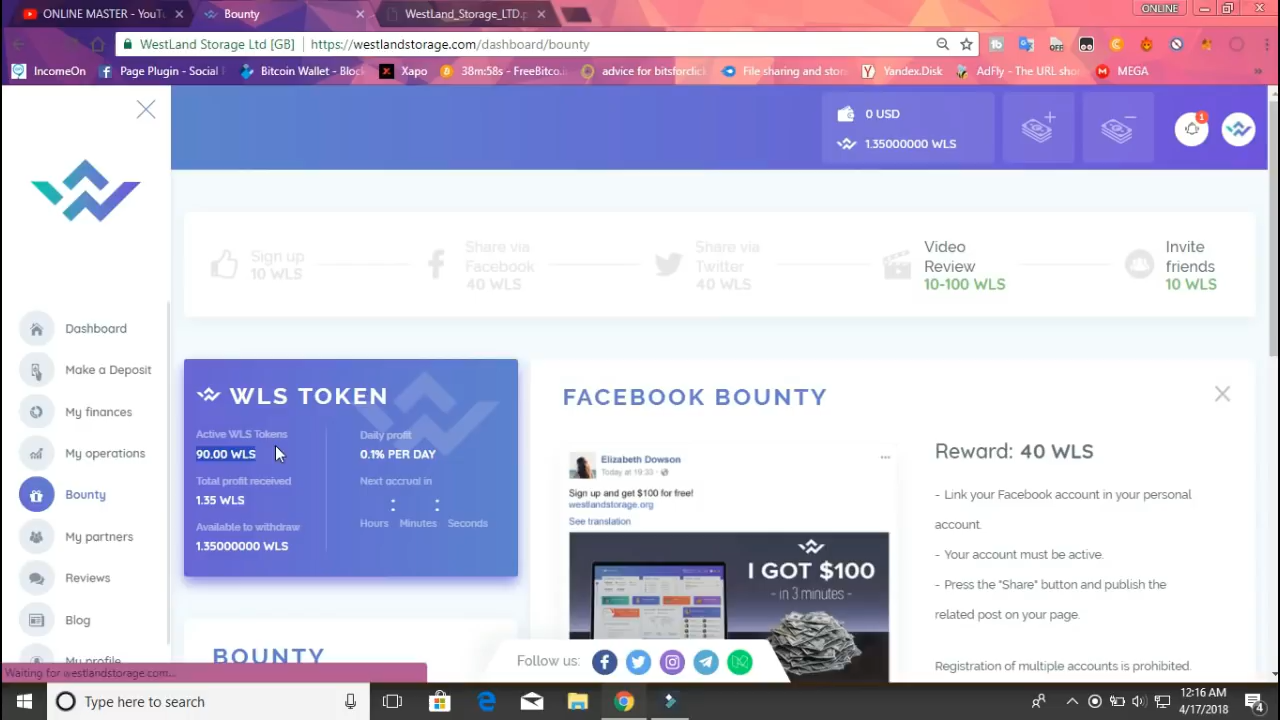 ONLINE MASTER - YouT
Bounty
WestLand_Storage_LTD.p
ONLINE
WestLand Storage Ltd [GB]
https://westlandstorage.com/dashboard/bounty
IncomeOn
Page Plugin - Social
Bitcoin Wallet - Block
Xapo
38m:58s - FreeBitco.i
advice for bitsforclick
File sharing and stor
Yandex.Disk
AdFly - The URL sho
MEGA
0 USD
1.35000000 WLS
1
Sign up
10 WLS
Share via
Facebook
40 WLS
Share via
Twitter
40 WLS
Video
Review
10-100 WLS
Invite
friends
10 WLS
Dashboard
Make a Deposit
My finances
My operations
Bounty
My partners
Reviews
Blog
My profile
WLS TOKEN
Active WLS Tokens
90.00 WLS
Total profit received
1.35 WLS
Available to withdraw
1.35000000 WLS
Daily profit
0.1% PER DAY
Next accrual in
: :
Hours Minutes Seconds
BOUNTY
FACEBOOK BOUNTY
Elizabeth Dowson
Today at 19:33
Sign up and get $100 for free!
westlandstorage.org
See translation
I GOT $100
- in 3 minutes -
Reward: 40 WLS
- Link your Facebook account in your personal
account.
- Your account must be active.
- Press the "Share" button and publish the
related post on your page.
Registration of multiple accounts is prohibited.
Follow us:
Waiting for westlandstorage.com...
Type here to search
12:16 AM
4/17/2018
4